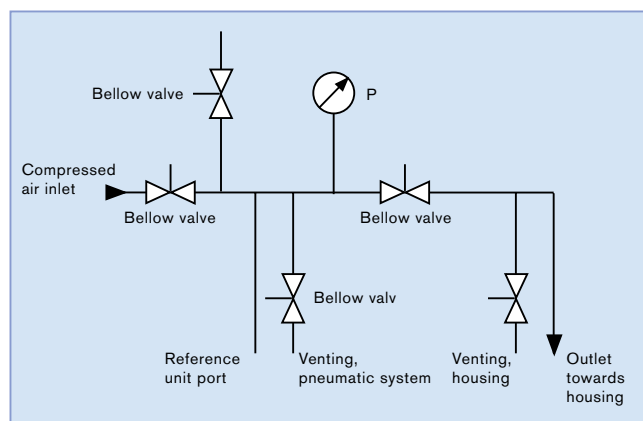 Bellow valve
P
Compressed
air inlet
Bellow valve
Bellow valve
Bellow valv
Reference
unit port
Venting,
pneumatic system
Venting,
housing
Outlet
towards
housing